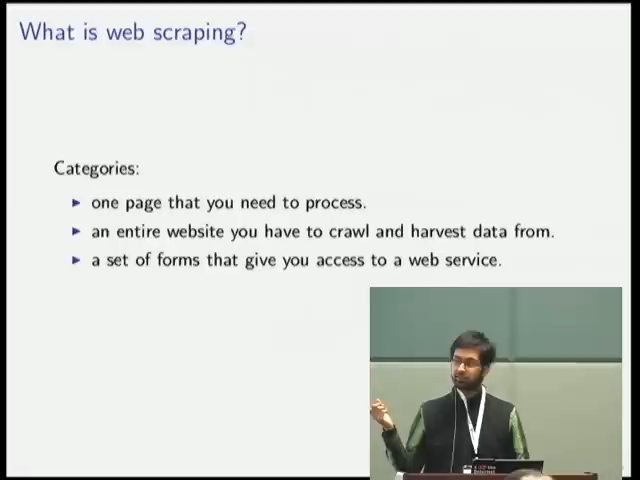 What is web scraping?
Categories:
one page that you need to process.
an entire website you have to crawl and harvest data from.
a set of forms that give you access to a web service.